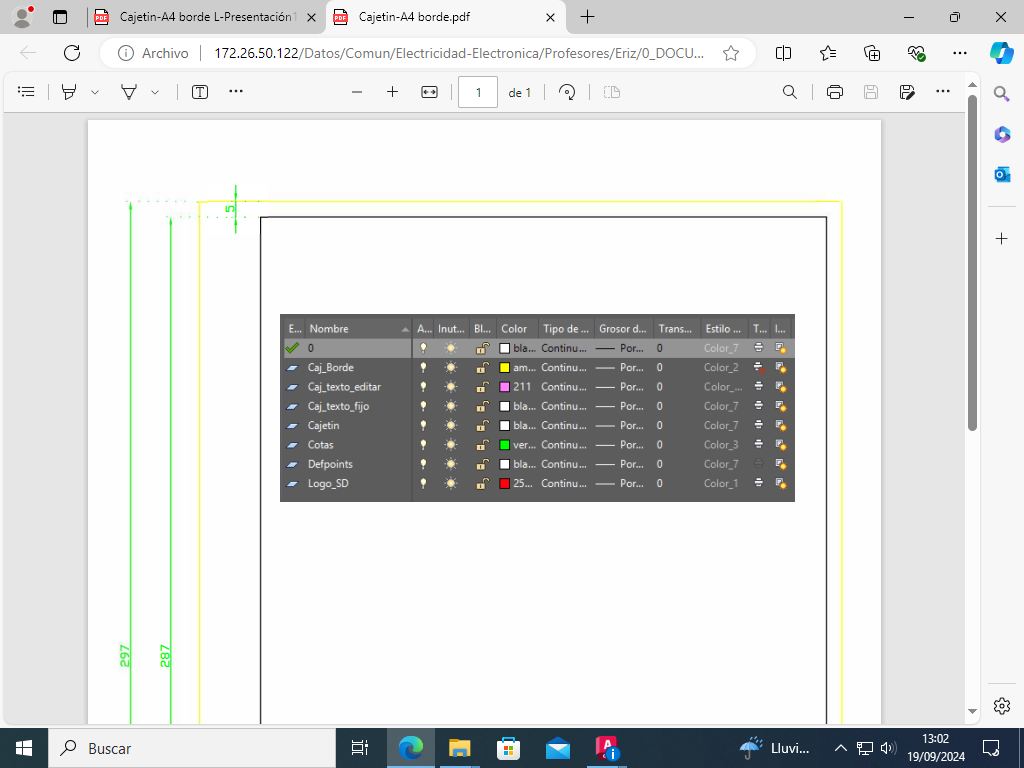 Cajetin-A4 borde L-Presentación1
Cajetin-A4 borde.pdf
Archivo
172.26.50.122/Datos/Comun/Electricidad-Electronica/Profesores/Eriz/0_DOCU...
1 de 1
5
E... Nombre A... Inut... Bl... Color Tipo de ... Grosor d... Trans... Estilo ... T... I...
0 bla... Continu... Por... 0 Color_7
Caj_Borde am... Continu... Por... 0 Color_2
Caj_texto_editar 211 Continu... Por... 0 Color_...
Caj_texto_fijo bla... Continu... Por... 0 Color_7
Cajetin bla... Continu... Por... 0 Color_7
Cotas ver... Continu... Por... 0 Color_3
Defpoints bla... Continu... Por... 0 Color_7
Logo_SD 25... Continu... Por... 0 Color_1
297
287
Buscar
Lluvi...
13:02
19/09/2024